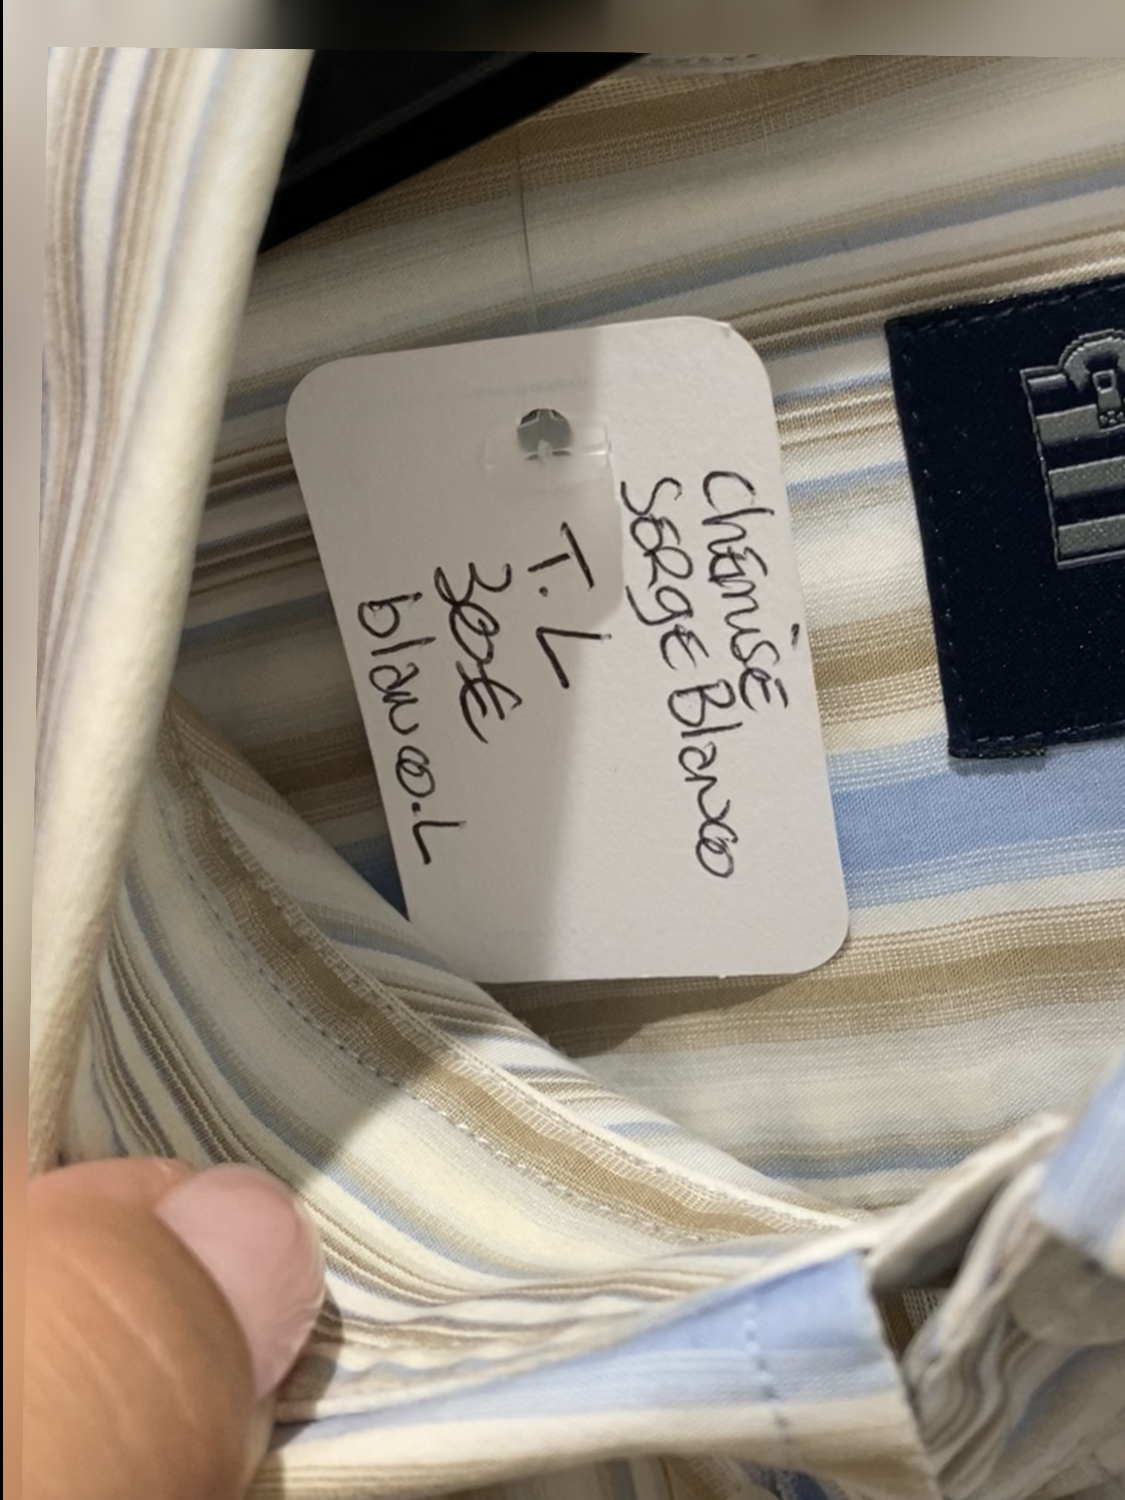 Chemise
Serge Blanco
T.L
30€
blanco.L